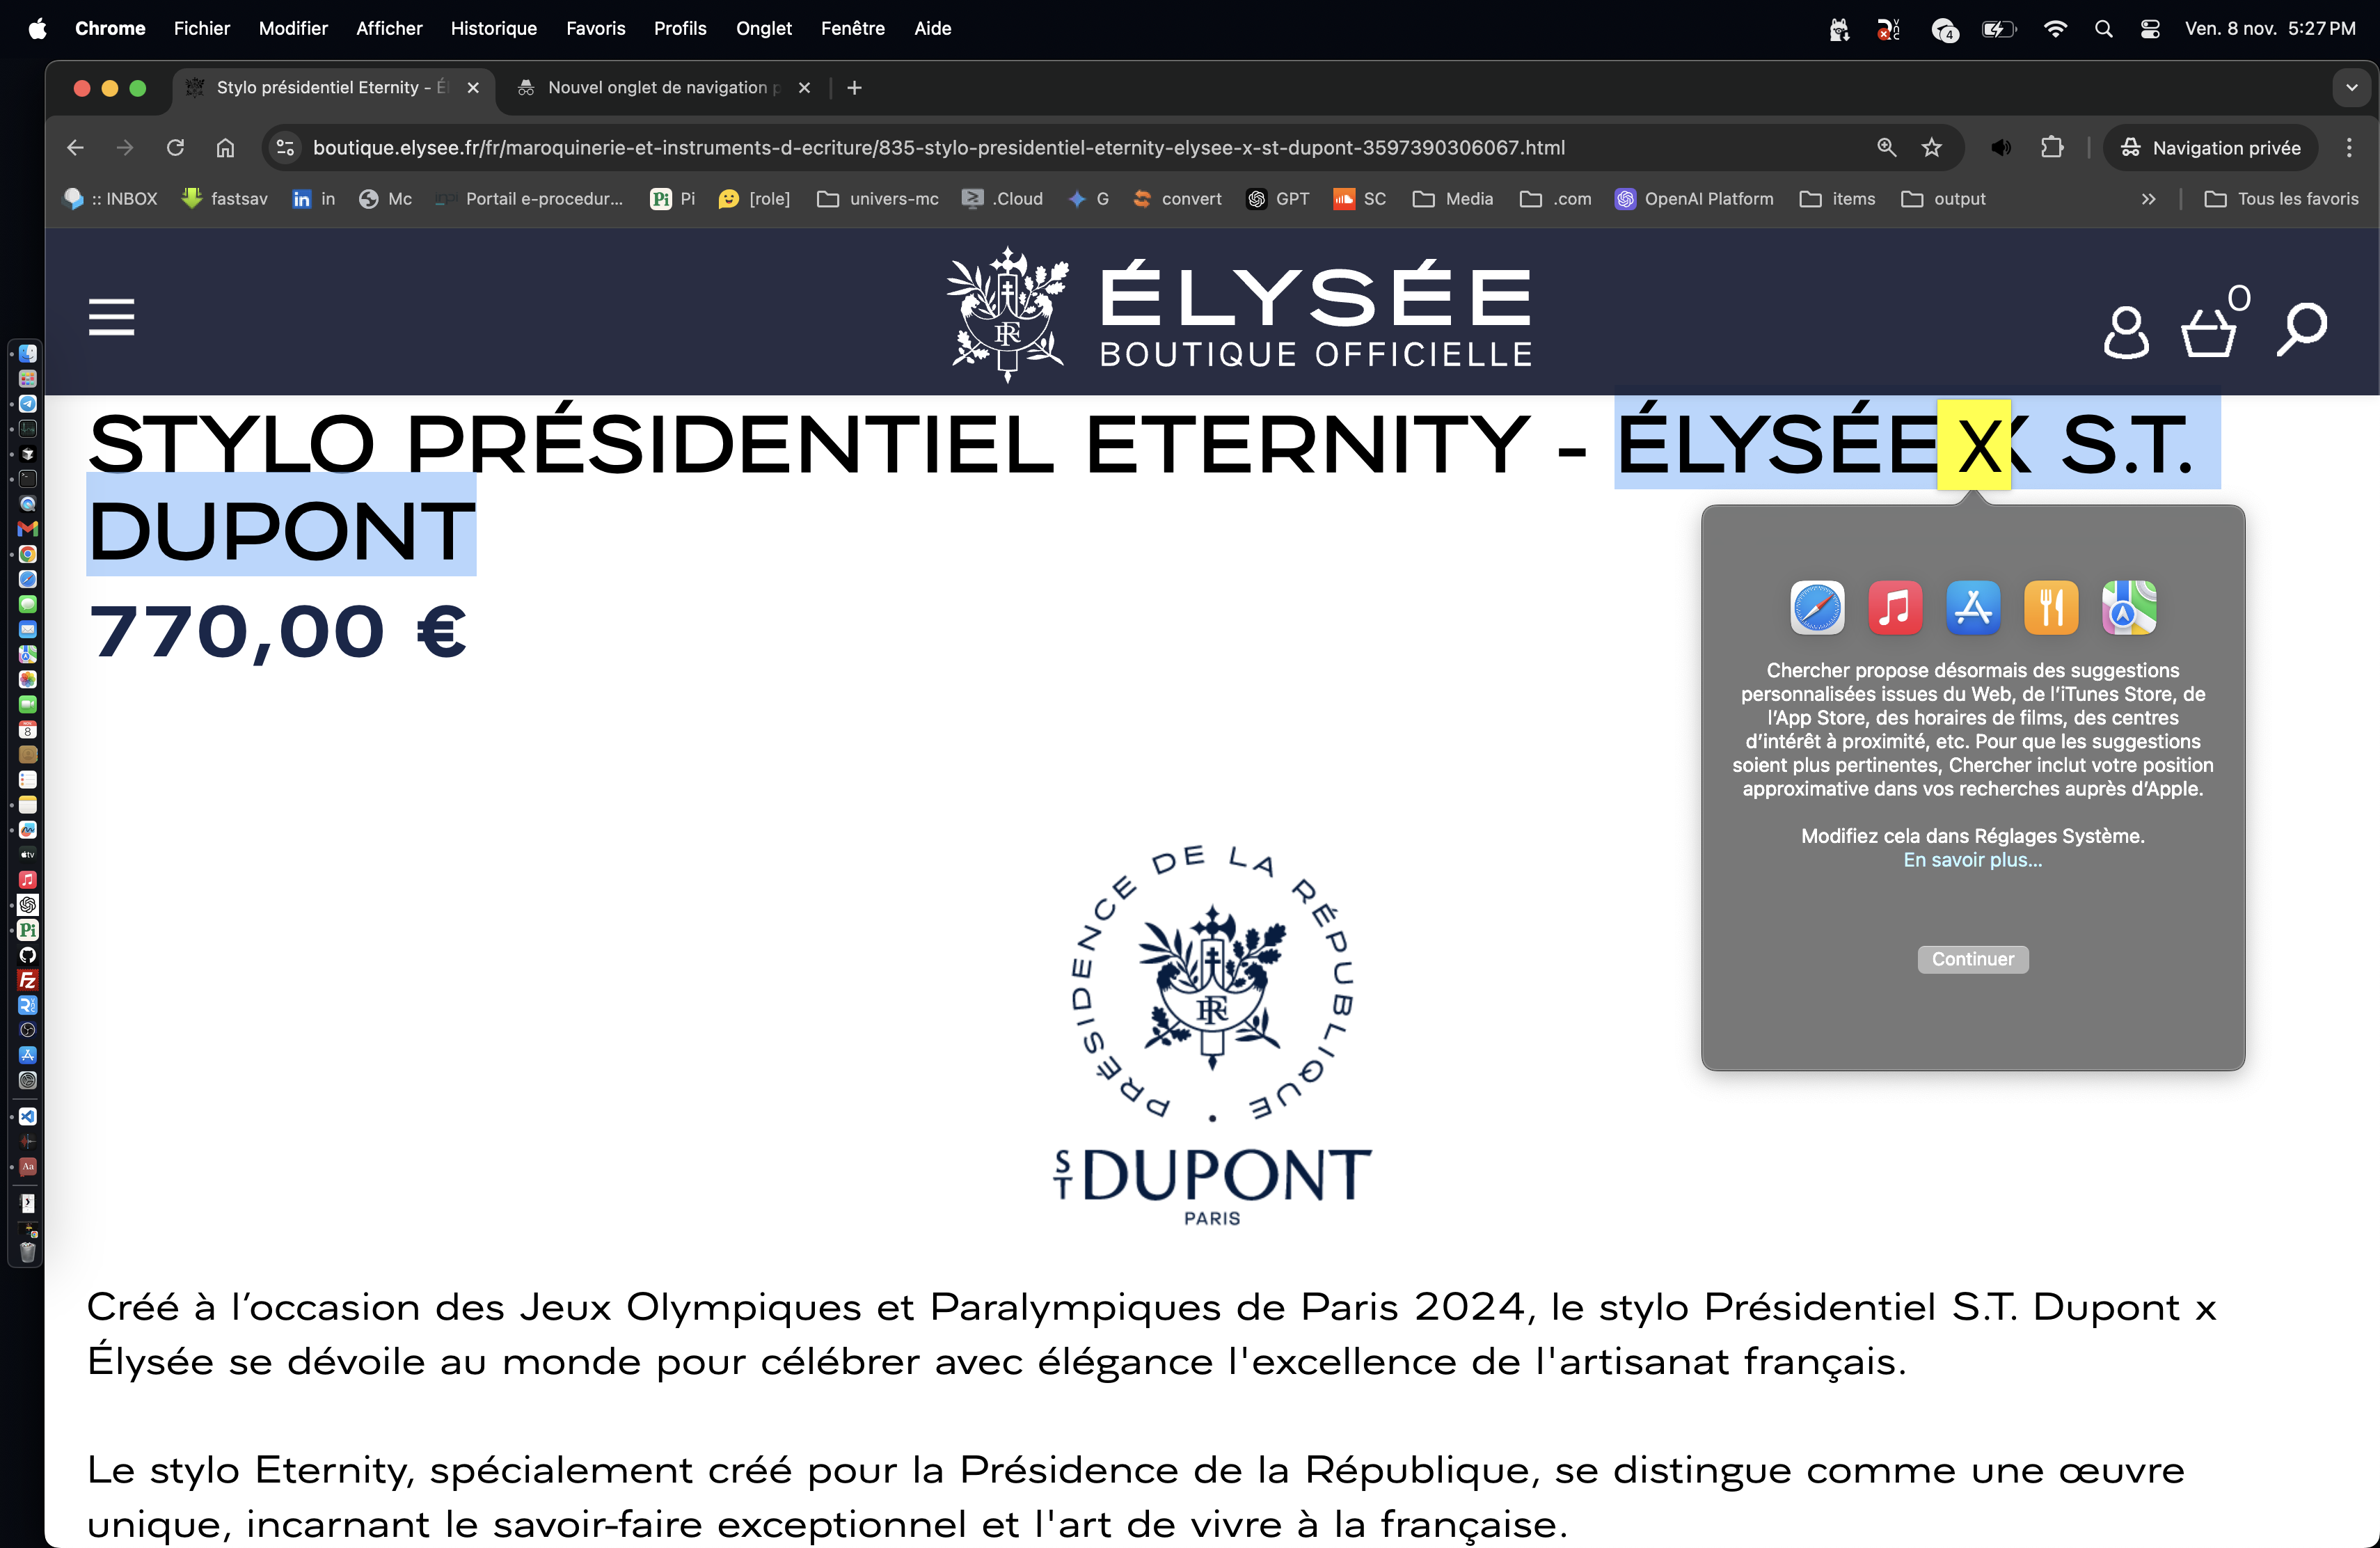 Chrome Fichier Modifier Afficher Historique Favoris Profils Onglet Fenêtre Aide
4
Ven. 8 nov. 5:27 PM
Stylo présidentiel Eternity - É
Nouvel onglet de navigation p
boutique.elysee.fr/fr/maroquinerie-et-instruments-d-ecriture/835-stylo-presidentiel-eternity-elysee-x-st-dupont-3597390306067.html
Navigation privée
:: INBOX fastsav in Mc Portail e-procedur... Pi [role] univers-mc .Cloud G convert GPT SC Media .com OpenAI Platform items output
Tous les favoris
ÉLYSÉE
BOUTIQUE OFFICIELLE
0
STYLO PRÉSIDENTIEL ETERNITY - ÉLYSÉE X S.T.
DUPONT
770,00 €
Chercher propose désormais des suggestions
personnalisées issues du Web, de l’iTunes Store, de
l’App Store, des horaires de films, des centres
d’intérêt à proximité, etc. Pour que les suggestions
soient plus pertinentes, Chercher inclut votre position
approximative dans vos recherches auprès d’Apple.
Modifiez cela dans Réglages Système.
En savoir plus...
Continuer
PRÉSIDENCE DE LA RÉPUBLIQUE •
RF
ST DUPONT
PARIS
Créé à l’occasion des Jeux Olympiques et Paralympiques de Paris 2024, le stylo Présidentiel S.T. Dupont x
Élysée se dévoile au monde pour célébrer avec élégance l'excellence de l'artisanat français.
Le stylo Eternity, spécialement créé pour la Présidence de la République, se distingue comme une œuvre
unique, incarnant le savoir-faire exceptionnel et l'art de vivre à la française.